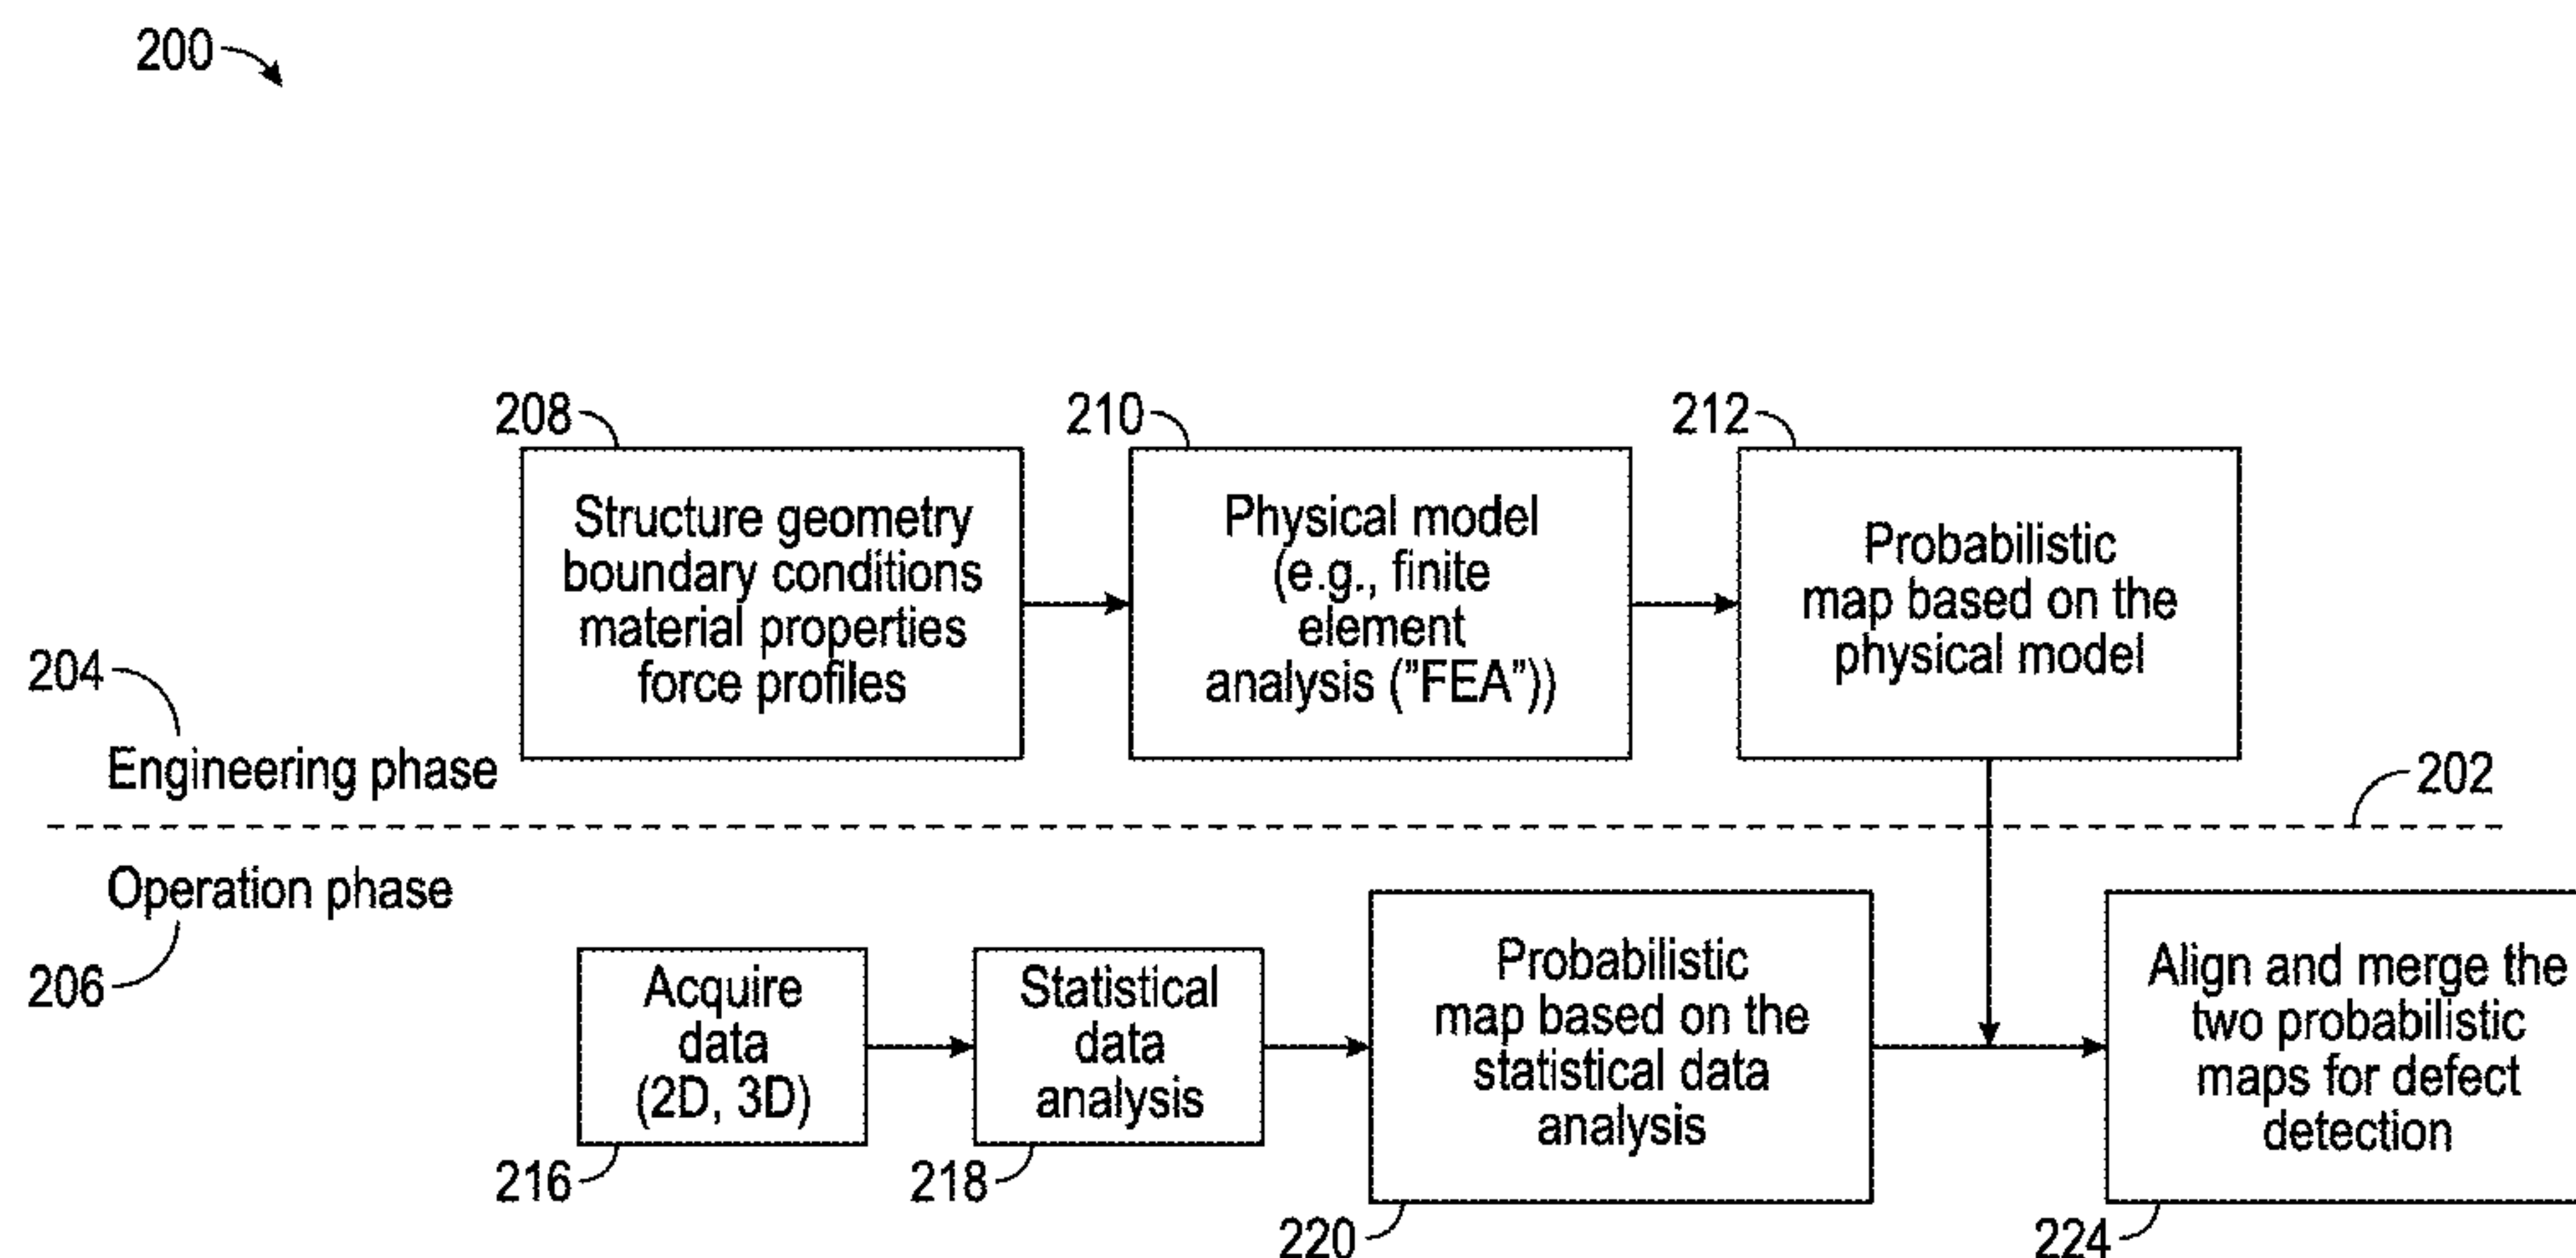 200
208
210
212
Structure geometry
boundary conditions
material properties
force profiles
Physical model
(e.g., finite
element
analysis (”FEA”))
Probabilistic
map based on the
physical model
204
Engineering phase
202
Operation phase
206
Acquire
data
(2D, 3D)
Statistical
data
analysis
Probabilistic
map based on the
statistical data
analysis
Align and merge the
two probabilistic
maps for defect
detection
216
218
220
224